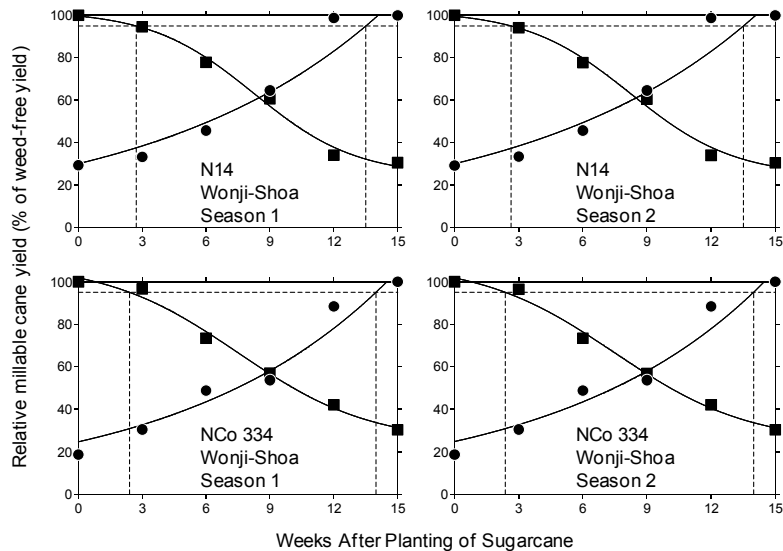 Relative millable cane yield (% of weed-free yield)
100
80
60
40
20
0
N14
Wonji-Shoa
Season 1
0 3 6 9 12 15
100
80
60
40
20
0
N14
Wonji-Shoa
Season 2
0 3 6 9 12 15
100
80
60
40
20
0
NCo 334
Wonji-Shoa
Season 1
0 3 6 9 12 15
100
80
60
40
20
0
NCo 334
Wonji-Shoa
Season 2
0 3 6 9 12 15
Weeks After Planting of Sugarcane